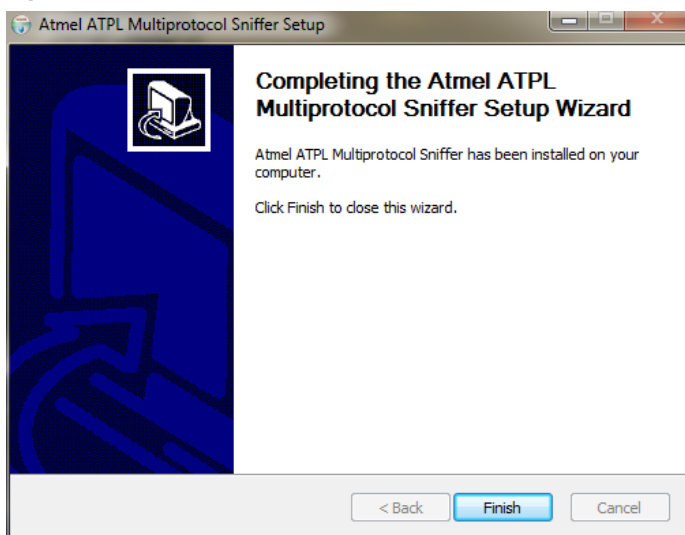 Atmel ATPL Multiprotocol Sniffer Setup
Completing the Atmel ATPL
Multiprotocol Sniffer Setup Wizard
Atmel ATPL Multiprotocol Sniffer has been installed on your
computer.
Click Finish to close this wizard.
< Back
Finish
Cancel